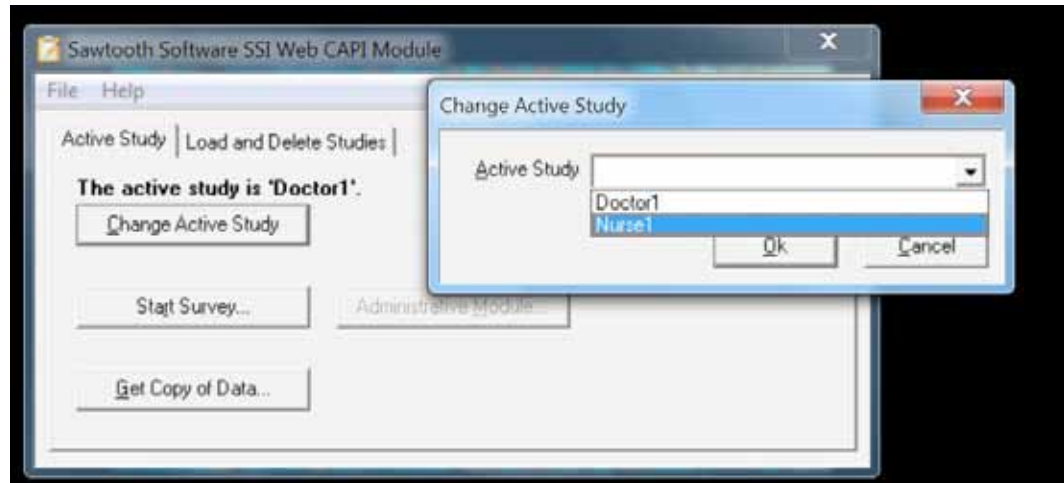 Sawtooth Software SSI Web CAPI Module
File Help
Active Study Load and Delete Studies
The active study is 'Doctor1'.
Change Active Study
Start Survey...
Administrative Module...
Get Copy of Data...
Change Active Study
Active Study
Doctor1
Nurse1
Ok Cancel